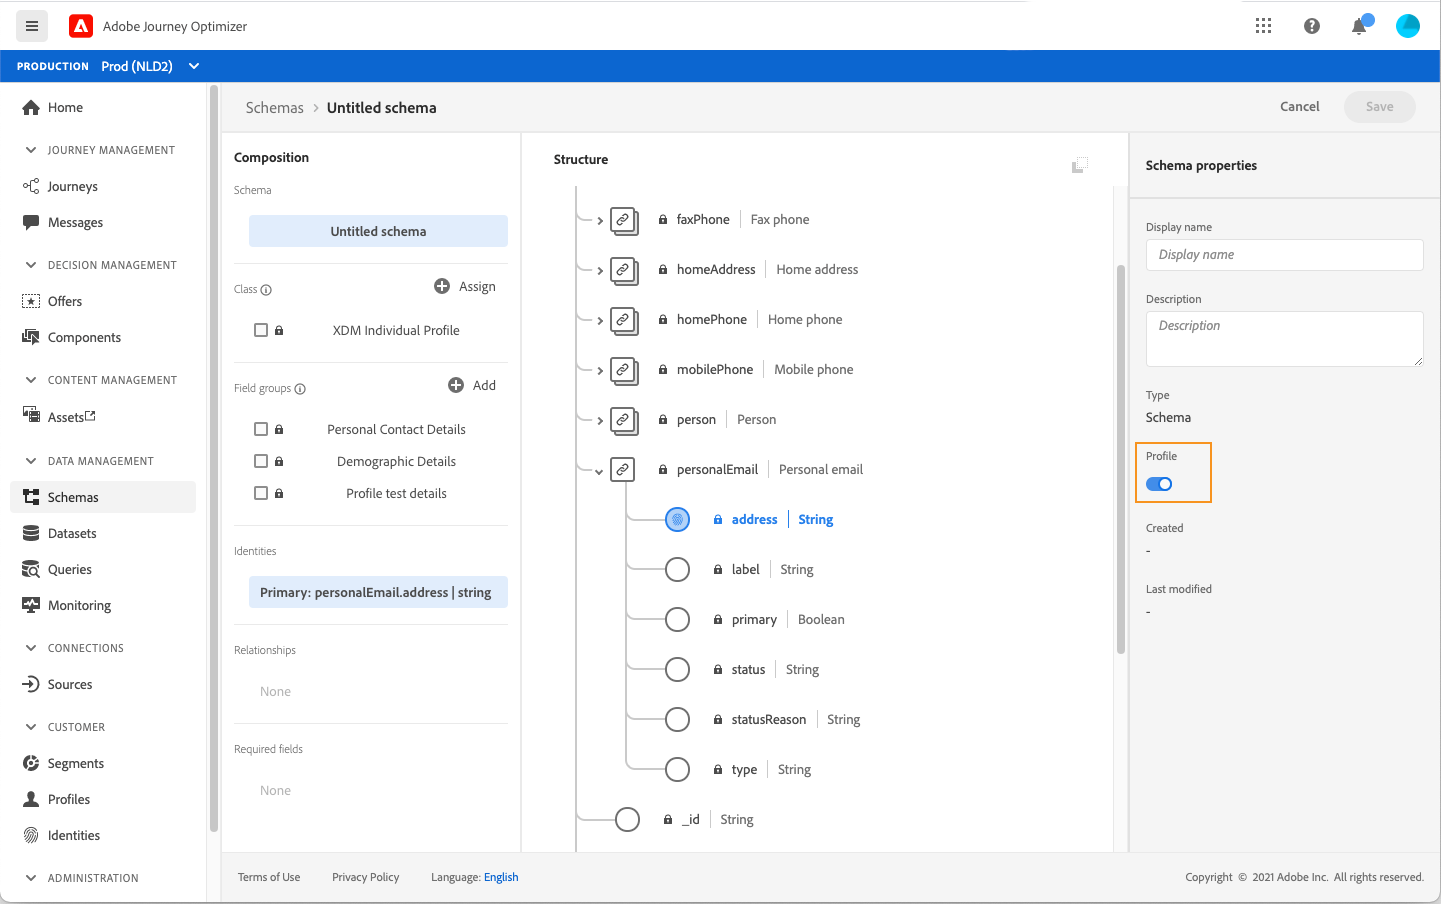 Adobe Journey Optimizer
PRODUCTION Prod (NLD2)
Home
JOURNEY MANAGEMENT
Journeys
Messages
DECISION MANAGEMENT
Offers
Components
CONTENT MANAGEMENT
Assets
DATA MANAGEMENT
Schemas
Datasets
Queries
Monitoring
CONNECTIONS
Sources
CUSTOMER
Segments
Profiles
Identities
ADMINISTRATION
Schemas > Untitled schema
Cancel
Save
Composition
Schema
Untitled schema
Class
Assign
XDM Individual Profile
Field groups
Add
Personal Contact Details
Demographic Details
Profile test details
Identities
Primary: personalEmail.address | string
Relationships
None
Required fields
None
Structure
faxPhone | Fax phone
homeAddress | Home address
homePhone | Home phone
mobilePhone | Mobile phone
person | Person
personalEmail | Personal email
address | String
label | String
primary | Boolean
status | String
statusReason | String
type | String
_id | String
Schema properties
Display name
Display name
Description
Description
Type
Schema
Profile
Created
-
Last modified
-
Terms of Use
Privacy Policy
Language: English
Copyright © 2021 Adobe Inc. All rights reserved.